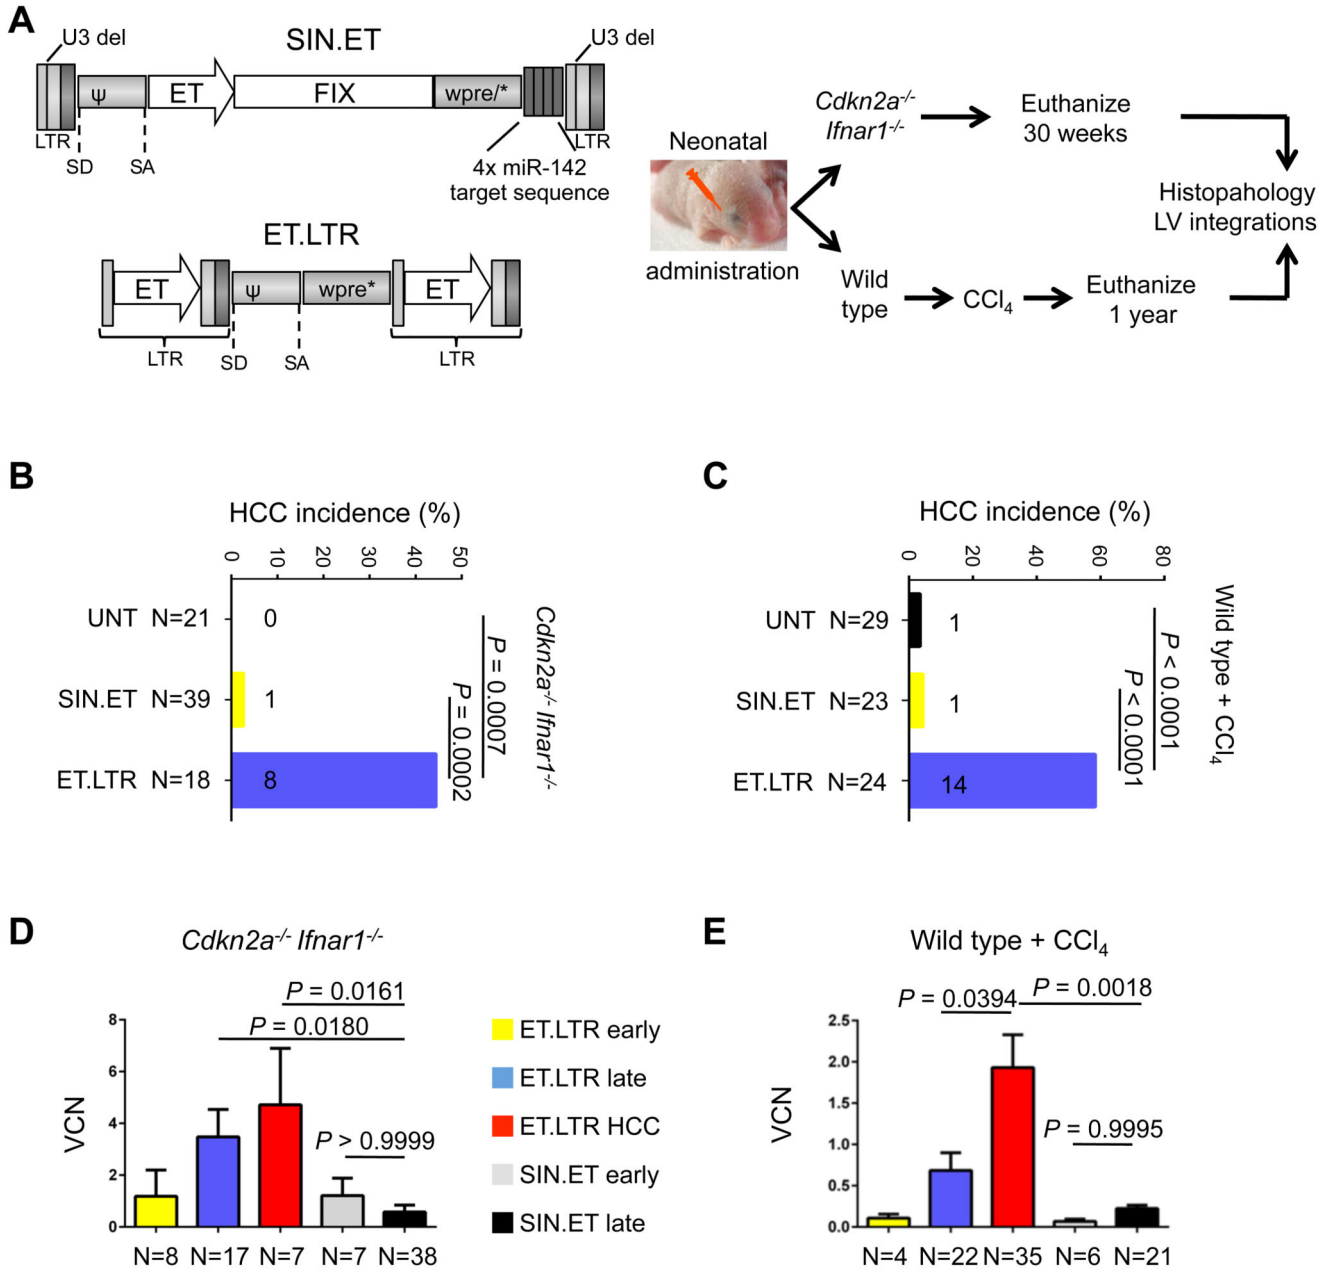 A
U3 del
SIN.ET
U3 del
ψ
ET
FIX
wpre/*
LTR
SD
SA
LTR
4x miR-142
target sequence
ET.LTR
ET
ψ
wpre*
ET
LTR
SD
SA
LTR
Neonatal
administration
Cdkn2a-/-
Ifnar1-/-
Euthanize
30 weeks
Histopahology
LV integrations
Wild
type
CCl4
Euthanize
1 year
B
HCC incidence (%)
0 10 20 30 40 50
UNT N=21 0
SIN.ET N=39 1
ET.LTR N=18 8
P = 0.0002
P = 0.0007
Cdkn2a-/- Ifnar1-/-
C
HCC incidence (%)
0 20 40 60 80
UNT N=29 1
SIN.ET N=23 1
ET.LTR N=24 14
P < 0.0001
P < 0.0001
Wild type + CCl4
D
Cdkn2a-/- Ifnar1-/-
P = 0.0161
P = 0.0180
P > 0.9999
VCN
8
6
4
2
0
N=8 N=17 N=7 N=7 N=38
ET.LTR early
ET.LTR late
ET.LTR HCC
SIN.ET early
SIN.ET late
E
Wild type + CCl4
P = 0.0394
P = 0.0018
P = 0.9995
VCN
2.5
2.0
1.5
1.0
0.5
0.0
N=4 N=22 N=35 N=6 N=21